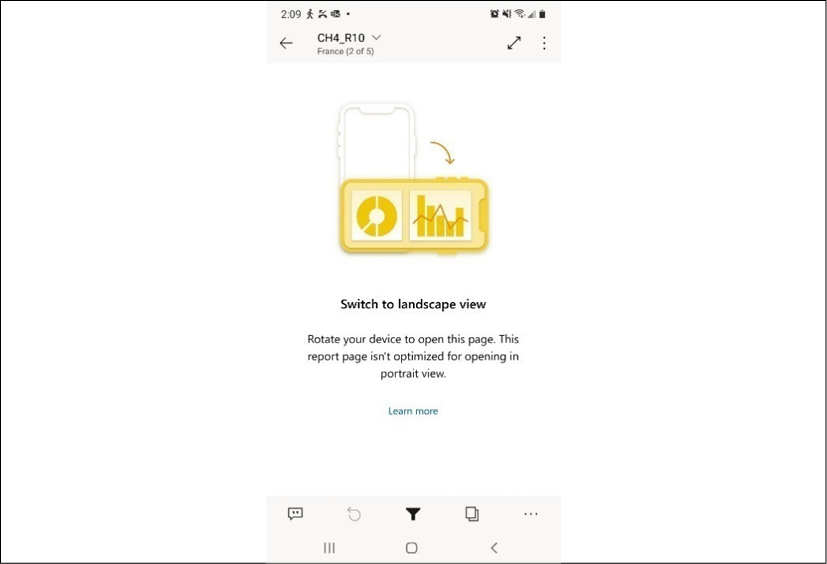 2:09
CH4_R10
France (2 of 5)
Switch to landscape view
Rotate your device to open this page. This
report page isn't optimized for opening in
portrait view.
Learn more